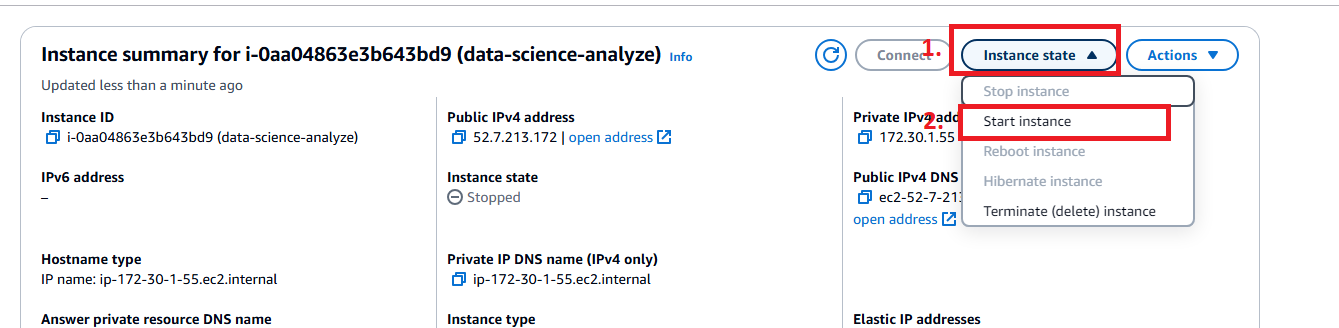 Instance summary for i-0aa04863e3b643bd9 (data-science-analyze) Info
1.
Connect
Instance state
Actions
Updated less than a minute ago
Stop instance
2.
Start instance
Reboot instance
Hibernate instance
Terminate (delete) instance
Instance ID
i-0aa04863e3b643bd9 (data-science-analyze)
Public IPv4 address
52.7.213.172 | open address
Private IPv4
172.30.1.55
IPv6 address
–
Instance state
Stopped
Public IPv4 DNS
ec2-52-7-213
open address
Hostname type
IP name: ip-172-30-1-55.ec2.internal
Private IP DNS name (IPv4 only)
ip-172-30-1-55.ec2.internal
Answer private resource DNS name
Instance type
Elastic IP addresses